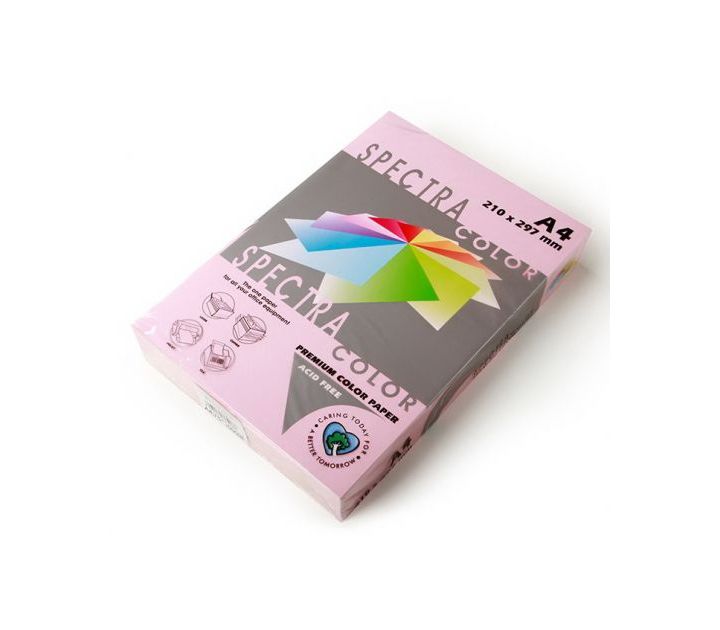 SPECTRA
COLOR
A4
210 x 297 mm
SPECTRA
COLOR
The one paper
for all your office equipment!
PREMIUM COLOR PAPER
ACID FREE
CARING TODAY FOR
A BETTER TOMORROW
A4